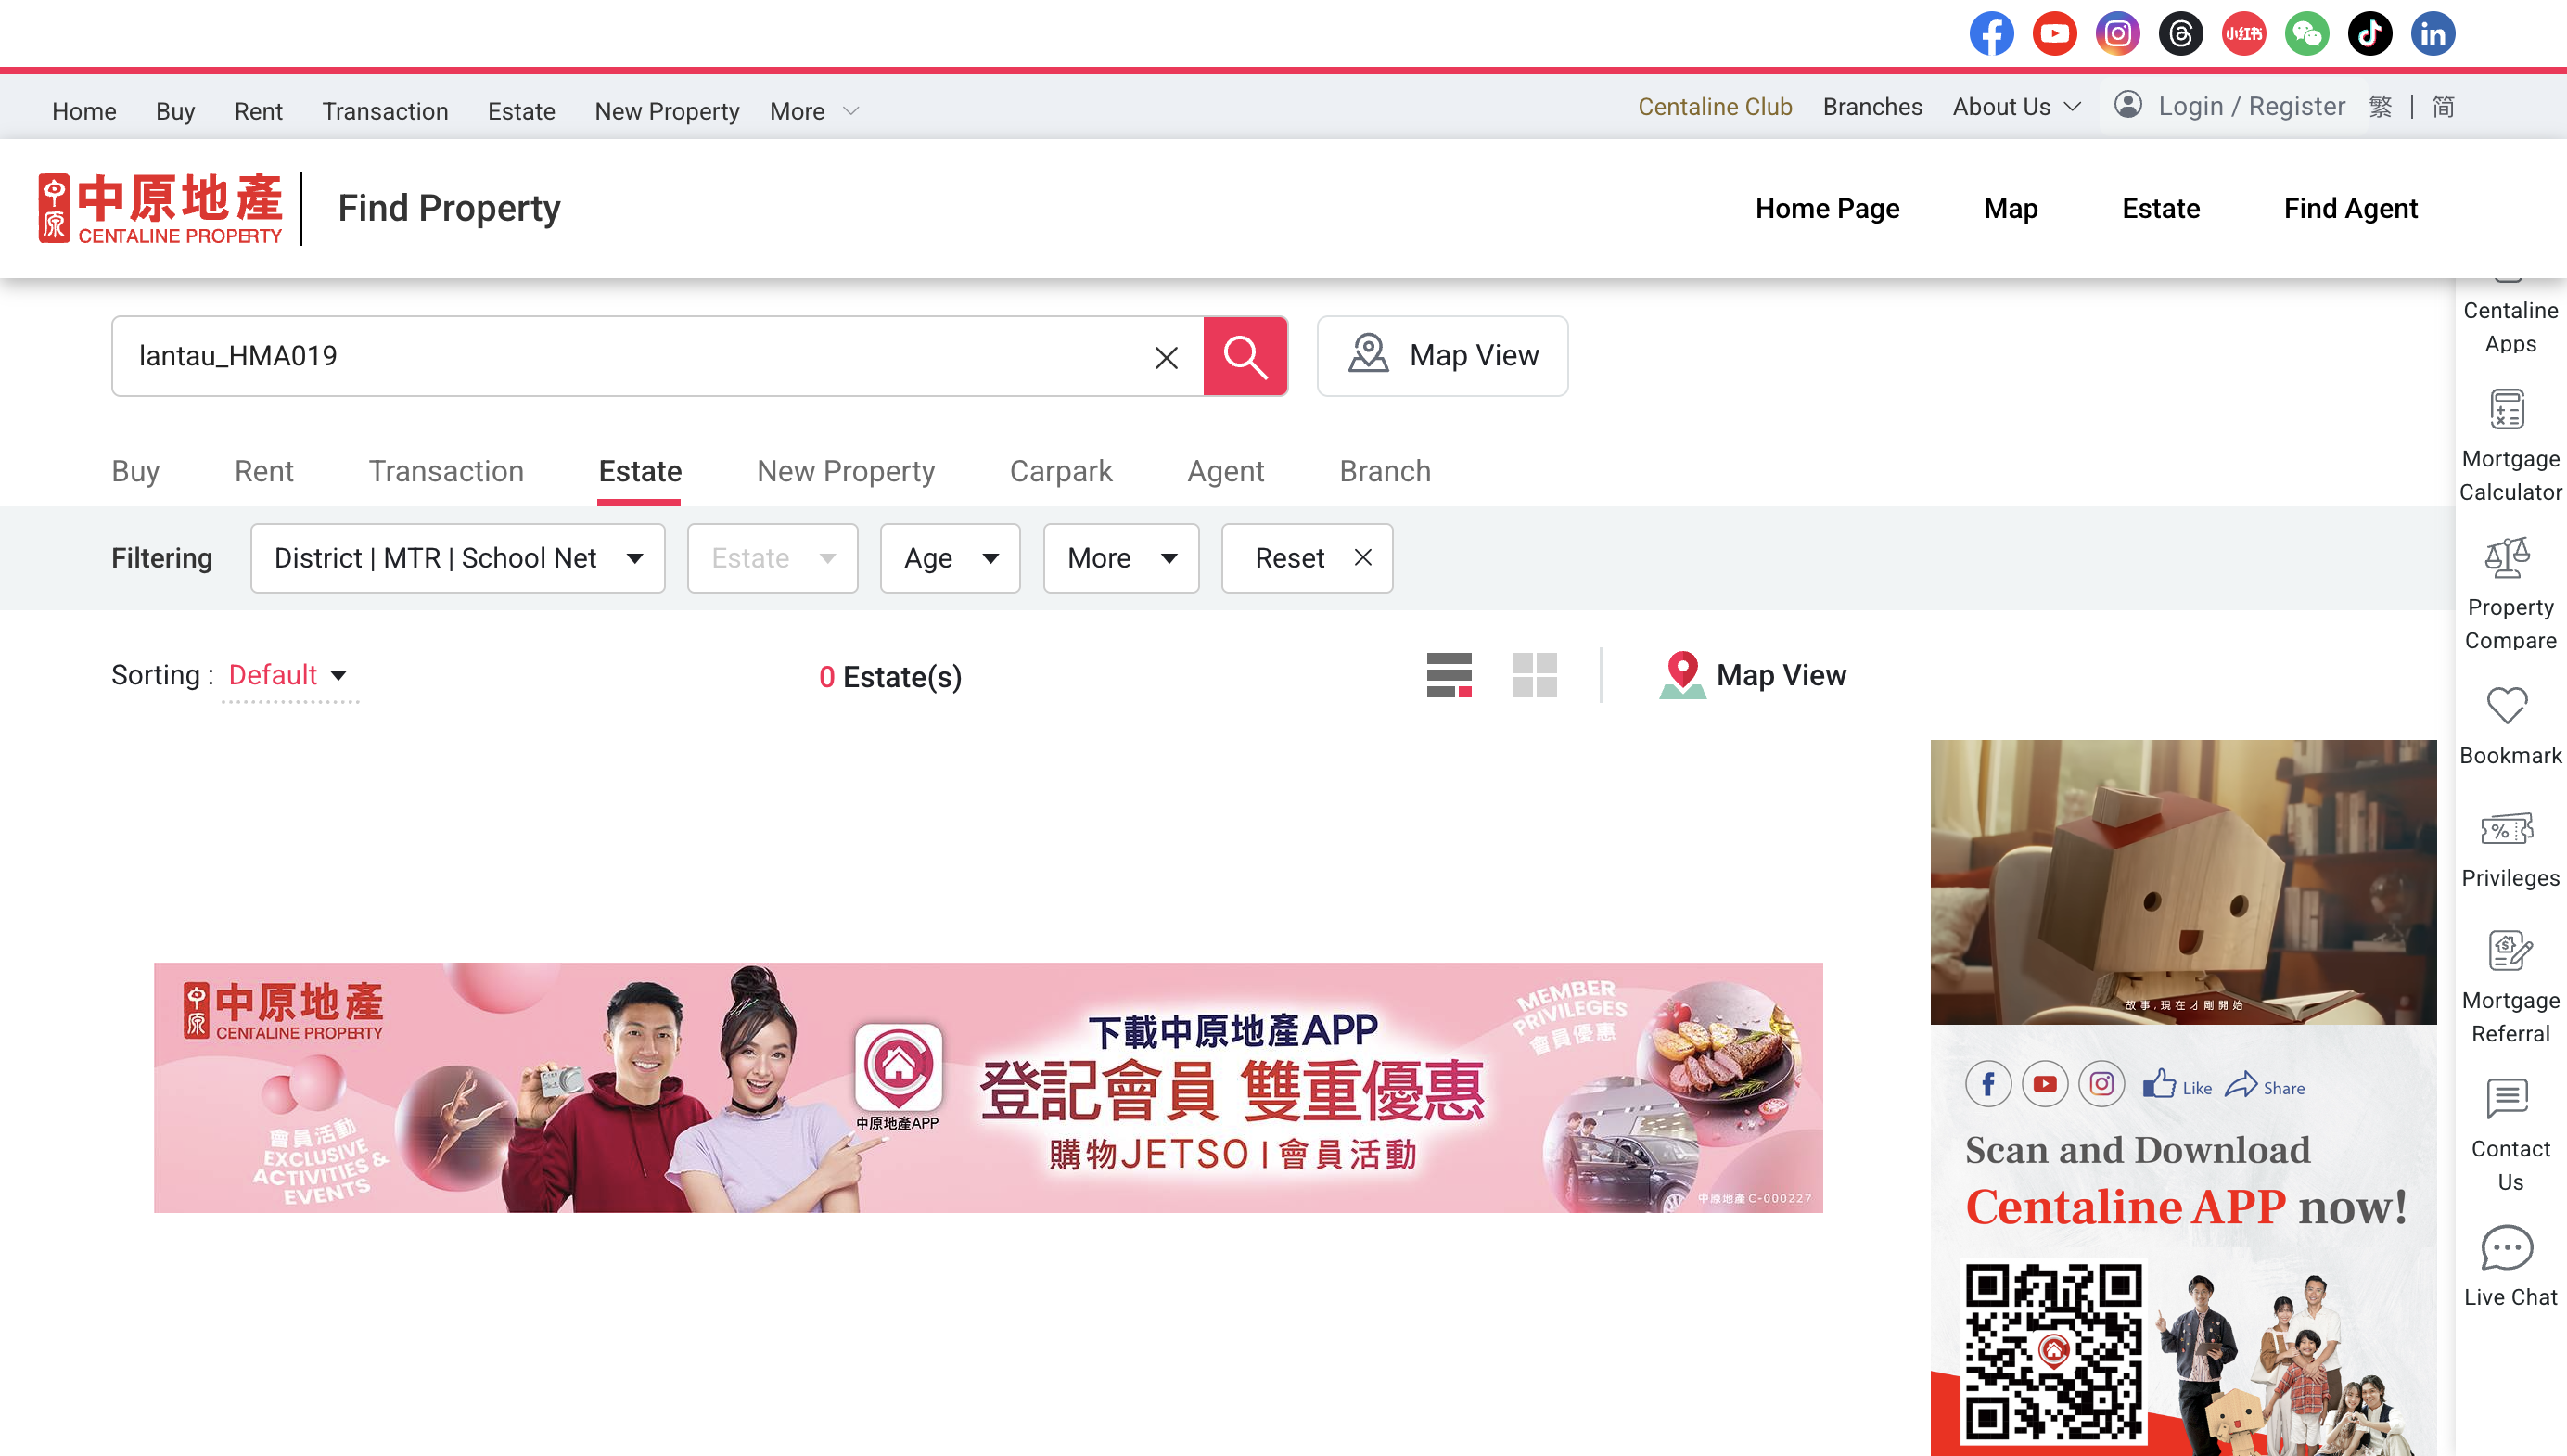 小红书
Home Buy Rent Transaction Estate New Property More
Centaline Club Branches About Us Login / Register 繁 | 简
中原
中原地產
CENTALINE PROPERTY
Find Property
Home Page Map Estate Find Agent
lantau_HMA019
Map View
Buy Rent Transaction Estate New Property Carpark Agent Branch
Filtering District | MTR | School Net Estate Age More Reset
Sorting : Default
0 Estate(s)
Map View
中原
中原地產
CENTALINE PROPERTY
會員活動
EXCLUSIVE
ACTIVITIES &
EVENTS
中原地產APP
下載中原地產APP
登記會員 雙重優惠
購物JETSO | 會員活動
MEMBER
PRIVILEGES
會員優惠
中原地產 C-000227
故事,現在才剛開始
Like Share
Scan and Download
Centaline APP now!
Centaline
Apps
Mortgage
Calculator
Property
Compare
Bookmark
Privileges
Mortgage
Referral
Contact
Us
Live Chat